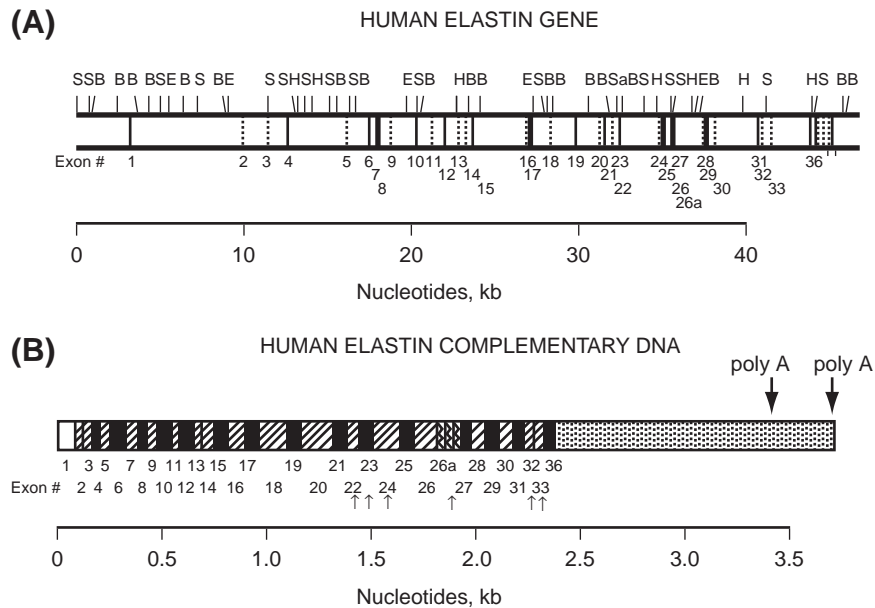 (A)
HUMAN ELASTIN GENE
SSB BB BSEB S BE S SHSHSB SB ESB HBB ESBB BBSaBSHSSHEB H S HS BB
Exon # 1 2 3 4 5 6 9 10 11 13 16 18 19 20 23 24 27 28 31 36
7 12 14 17 21 25 29 32
8 15 22 26 30 33
26a
0 10 20 30 40
Nucleotides, kb
(B)
HUMAN ELASTIN COMPLEMENTARY DNA
poly A poly A
1 3 5 7 9 11 13 15 17 19 21 23 25 26a 28 30 32 36
Exon # 2 4 6 8 10 12 14 16 18 20 22 24 26 27 29 31 33
0 0.5 1.0 1.5 2.0 2.5 3.0 3.5
Nucleotides, kb